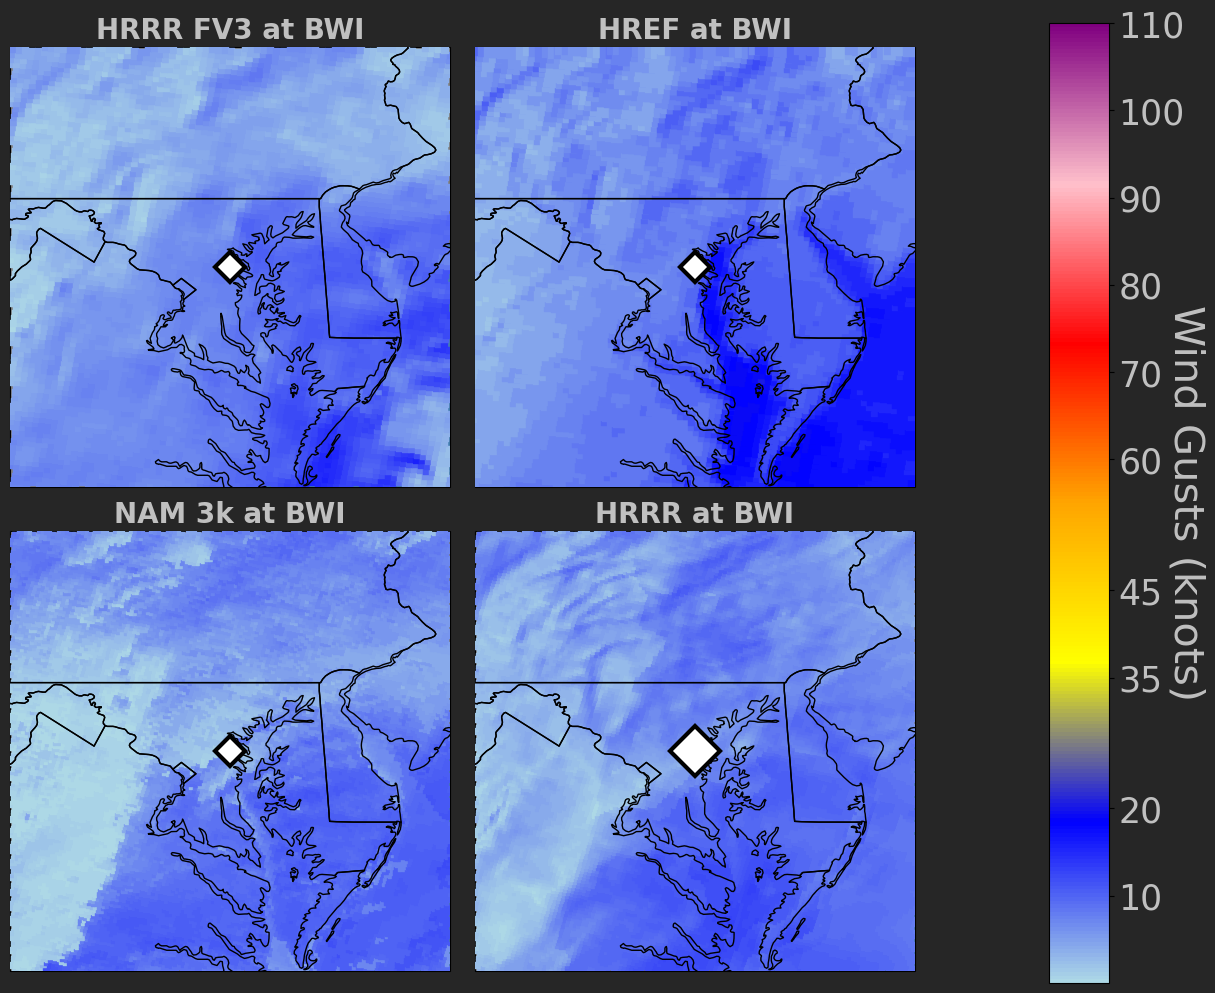 HRRR FV3 at BWI
HREF at BWI
NAM 3k at BWI
HRRR at BWI
110
100
90
80
70
60
45
35
20
10
Wind Gusts (knots)